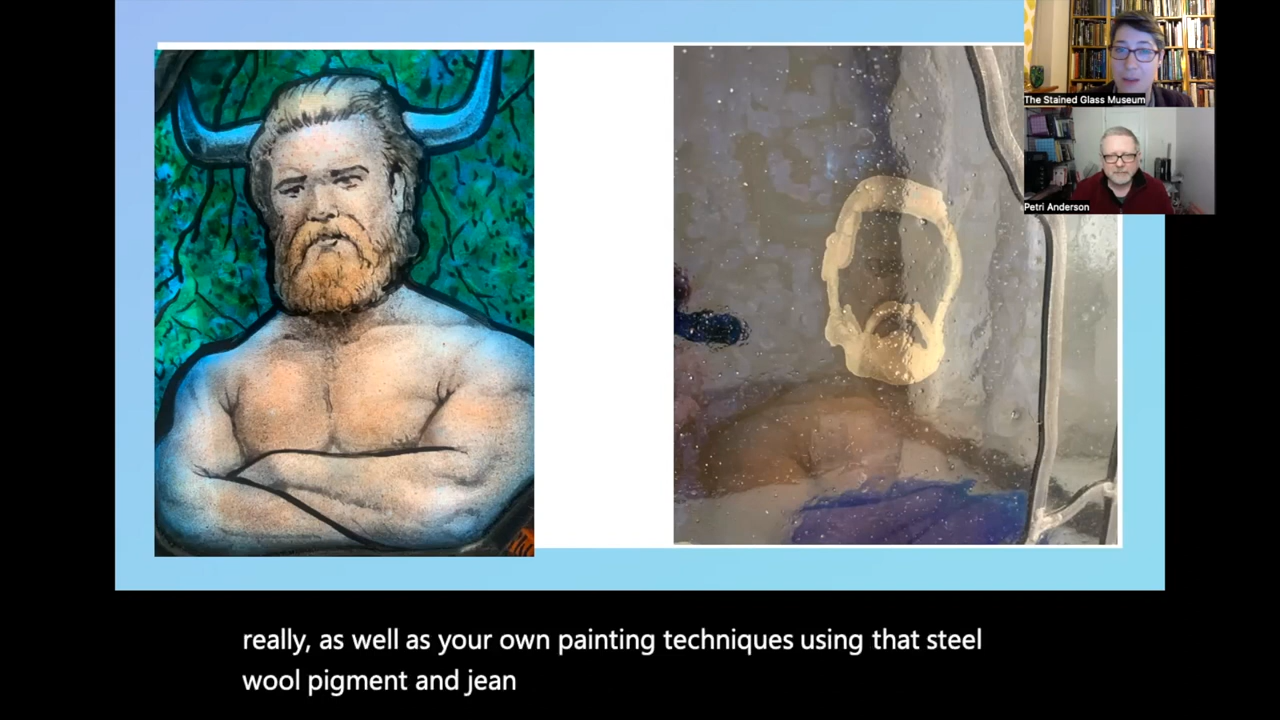 The Stained Glass Museum
Petri Anderson
really, as well as your own painting techniques using that steel
wool pigment and jean